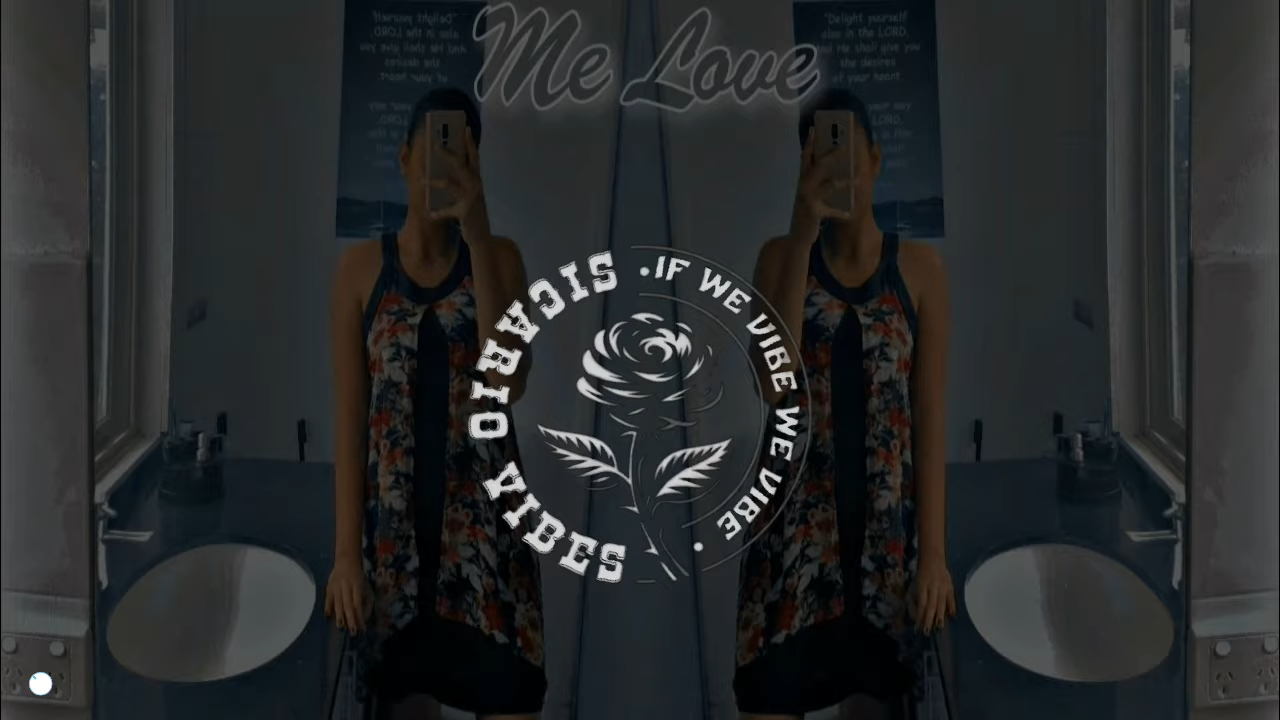 Me Love
"Delight yourself
also in the LORD,
and He shall give you
the desires
of your heart.
SICARIO VIBES
•IF WE VIBE WE VIBE•